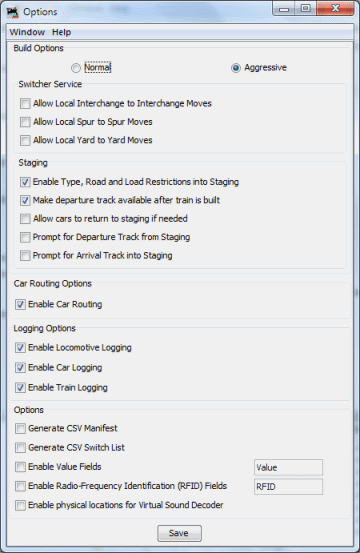 Options
Window Help
Build Options
Normal Aggressive
Switcher Service
Allow Local Interchange to Interchange Moves
Allow Local Spur to Spur Moves
Allow Local Yard to Yard Moves
Staging
Enable Type, Road and Load Restrictions into Staging
Make departure track available after train is built
Allow cars to return to staging if needed
Prompt for Departure Track from Staging
Prompt for Arrival Track into Staging
Car Routing Options
Enable Car Routing
Logging Options
Enable Locomotive Logging
Enable Car Logging
Enable Train Logging
Options
Generate CSV Manifest
Generate CSV Switch List
Enable Value Fields Value
Enable Radio-Frequency Identification (RFID) Fields RFID
Enable physical locations for Virtual Sound Decoder
Save